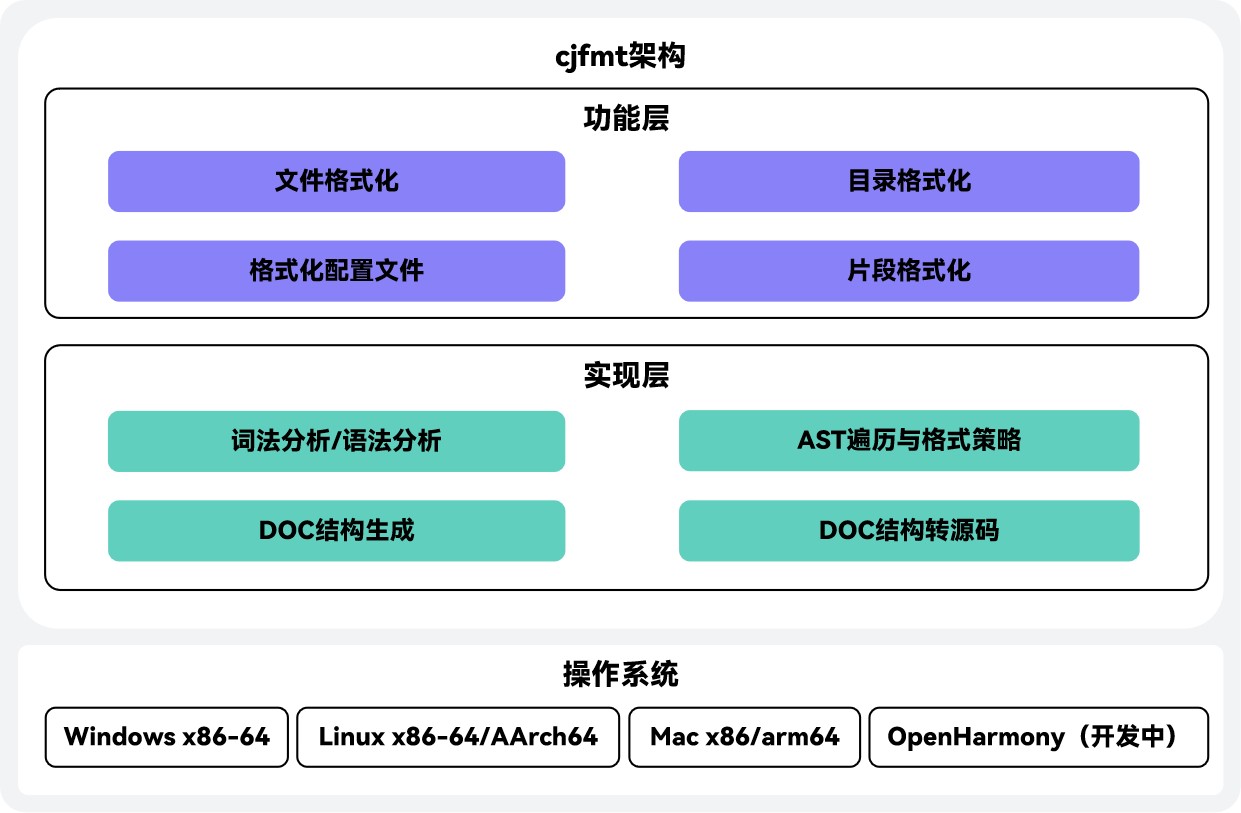 cjfmt架构
功能层
文件格式化
目录格式化
格式化配置文件
片段格式化
实现层
词法分析/语法分析
AST遍历与格式策略
DOC结构生成
DOC结构转源码
操作系统
Windows x86-64
Linux x86-64/AArch64
Mac x86/arm64
OpenHarmony（开发中）